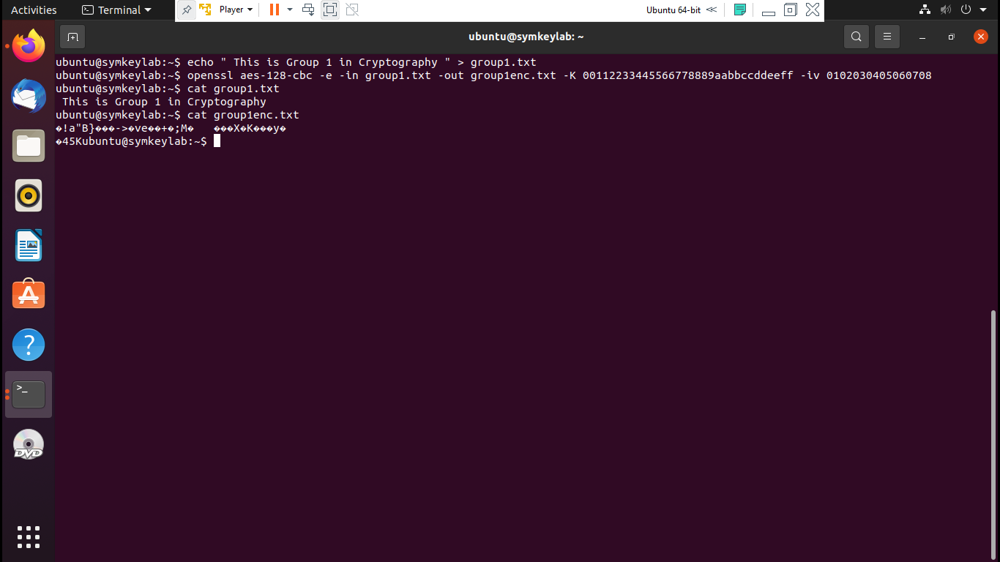 Activities
Terminal
Player
Ubuntu 64-bit
ubuntu@symkeylab: ~
ubuntu@symkeylab:~$ echo " This is Group 1 in Cryptography " > group1.txt
ubuntu@symkeylab:~$ openssl aes-128-cbc -e -in group1.txt -out group1enc.txt -K 00112233445566778889aabbccddeeff -iv 0102030405060708
ubuntu@symkeylab:~$ cat group1.txt
This is Group 1 in Cryptography
ubuntu@symkeylab:~$ cat group1enc.txt
�!a"B}���->�ve��+�;M� ���X�K���y�
�45Kubuntu@symkeylab:~$
>_
DVD